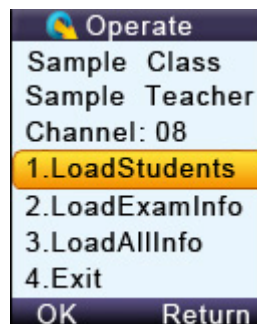 Operate
Sample Class
Sample Teacher
Channel: 08
1.LoadStudents
2.LoadExamInfo
3.LoadAllInfo
4.Exit
OK Return